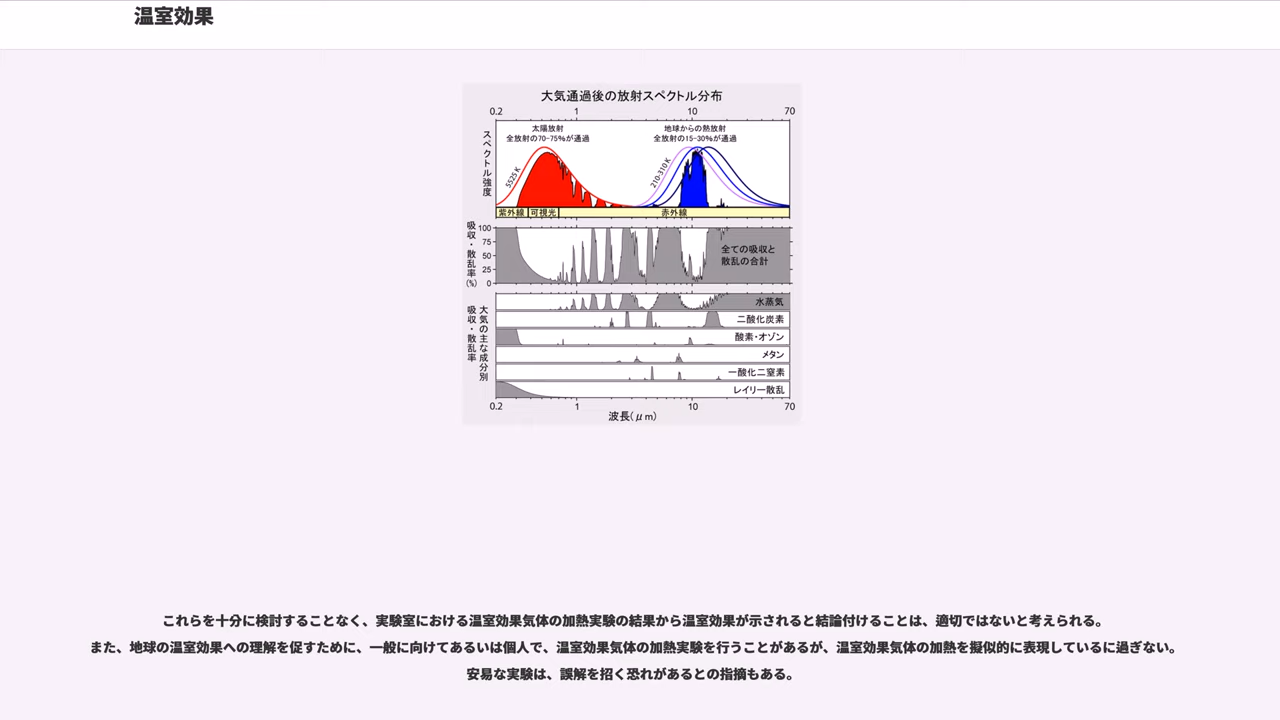 温室効果
大気通過後の放射スペクトル分布
0.2 1 10 70
太陽放射
全放射の70-75%が通過
地球からの熱放射
全放射の15-30%が通過
スペクトル強度
5525 K
210-310 K
紫外線 可視光 赤外線
吸収・散乱率(%)
100
75
50
25
0
全ての吸収と
散乱の合計
大気の主な成分別
吸収・散乱率
水蒸気
二酸化炭素
酸素・オゾン
メタン
一酸化二窒素
レイリー散乱
0.2 1 10 70
波長(μm)
これらを十分に検討することなく、実験室における温室効果気体の加熱実験の結果から温室効果が示されると結論付けることは、適切ではないと考えられる。
また、地球の温室効果への理解を促すために、一般に向けてあるいは個人で、温室効果気体の加熱実験を行うことがあるが、温室効果気体の加熱を擬似的に表現しているに過ぎない。
安易な実験は、誤解を招く恐れがあるとの指摘もある。